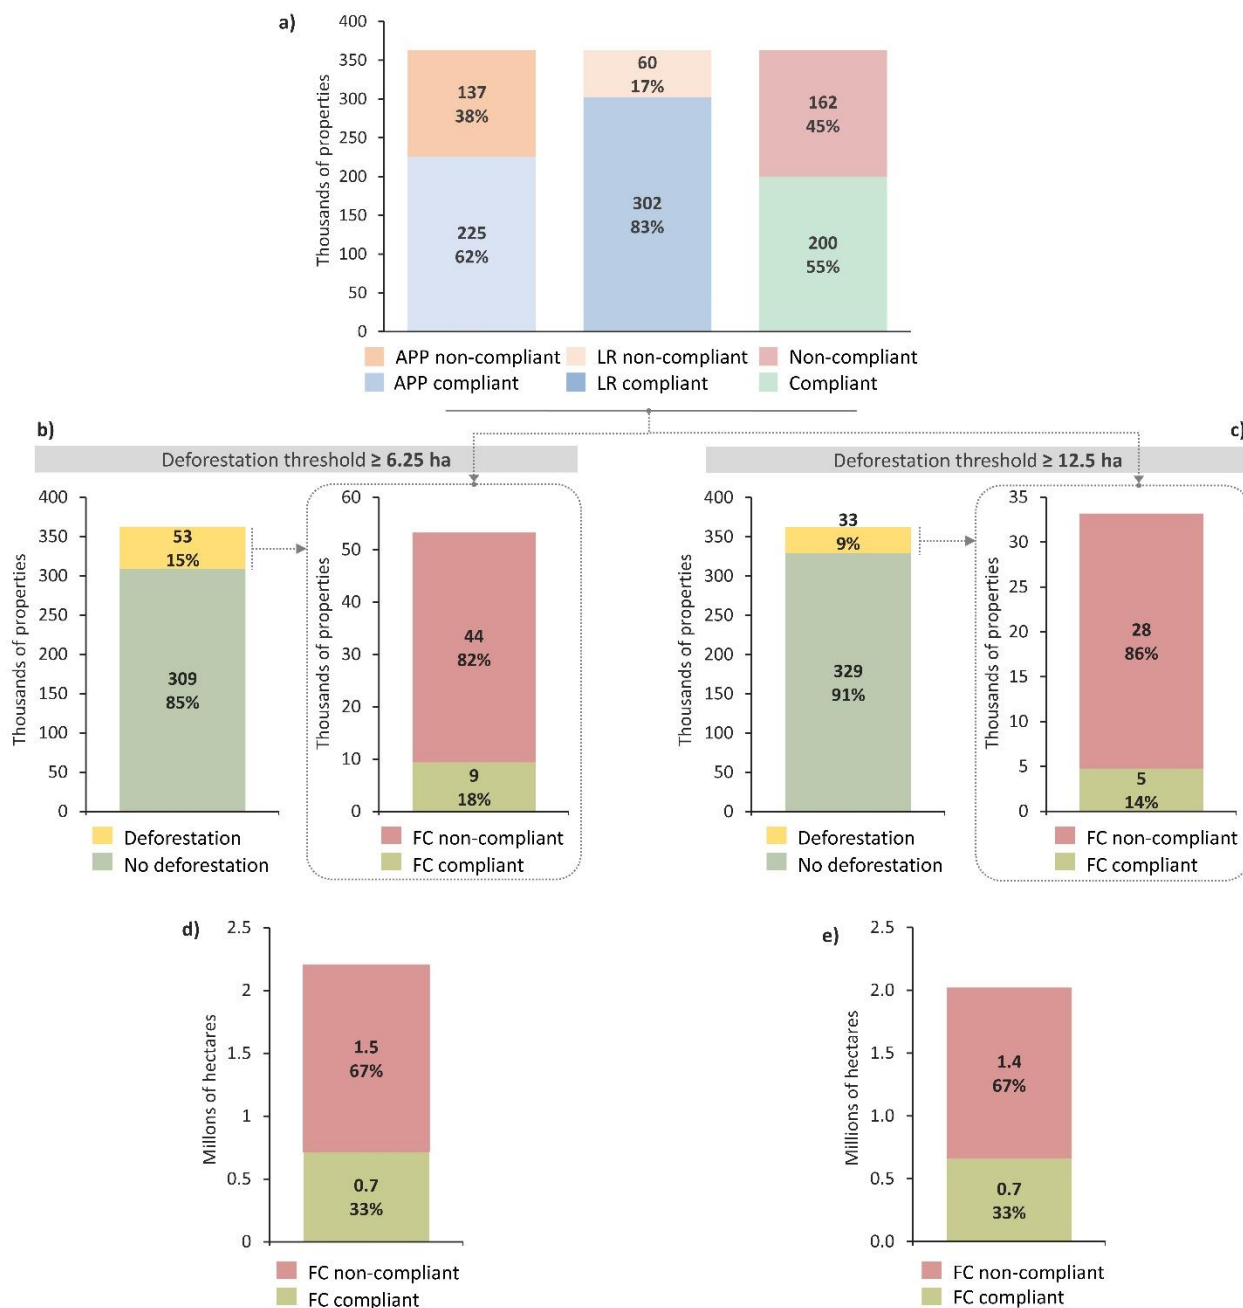 a)
400
350
300
250
200
150
100
50
0
Thousands of properties
137
38%
225
62%
60
17%
302
83%
162
45%
200
55%
APP non-compliant
LR non-compliant
Non-compliant
APP compliant
LR compliant
Compliant
b)
Deforestation threshold ≥ 6.25 ha
400
350
300
250
200
150
100
50
0
Thousands of properties
53
15%
309
85%
Deforestation
No deforestation
60
50
40
30
20
10
0
Thousands of properties
44
82%
9
18%
FC non-compliant
FC compliant
c)
Deforestation threshold ≥ 12.5 ha
400
350
300
250
200
150
100
50
0
Thousands of properties
33
9%
329
91%
Deforestation
No deforestation
35
30
25
20
15
10
5
0
Thousands of properties
28
86%
5
14%
FC non-compliant
FC compliant
d)
2.5
2
1.5
1
0.5
0
Millons of hectares
1.5
67%
0.7
33%
FC non-compliant
FC compliant
e)
2.5
2.0
1.5
1.0
0.5
0.0
Millions of hectares
1.4
67%
0.7
33%
FC non-compliant
FC compliant